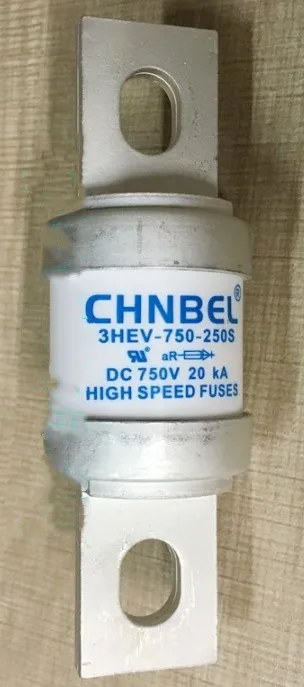 CHNBEL®
3HEV-750-250S
aR
DC 750V 20 kA
HIGH SPEED FUSES